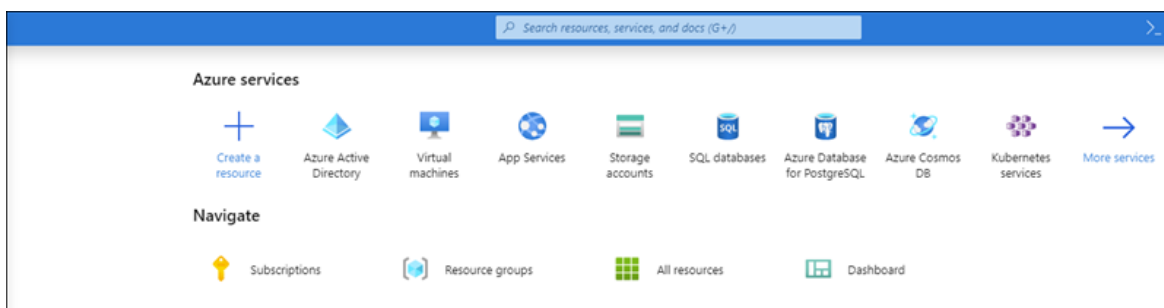 Search resources, services, and docs (G+/)
>_
Azure services
Create a resource
Azure Active Directory
Virtual machines
App Services
Storage accounts
SQL
SQL databases
Azure Database for PostgreSQL
Azure Cosmos DB
Kubernetes services
More services
Navigate
Subscriptions
Resource groups
All resources
Dashboard